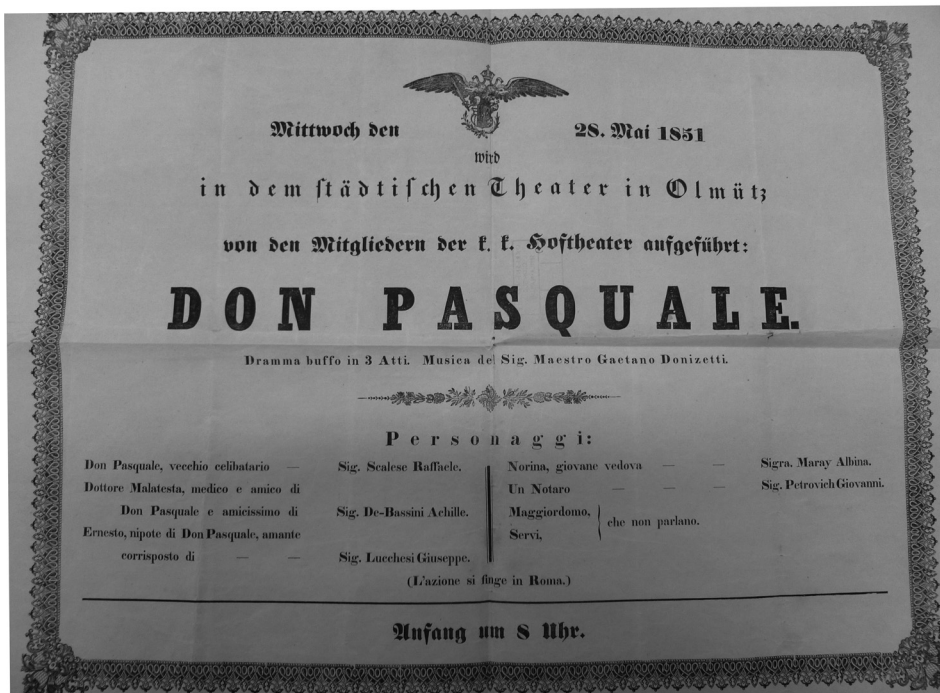 Mittwoch den 28. Mai 1851
wird
in dem städtischen Theater in Olmütz
von den Mitgliedern der k. k. Hoftheater aufgeführt:
DON PASQUALE.
Dramma buffo in 3 Atti. Musica del Sig. Maestro Gaetano Donizetti.
Personaggi:
Don Pasquale, vecchio celibatario — Sig. Scalese Raffaele.
Dottore Malatesta, medico e amico di
Don Pasquale e amicissimo di Sig. De-Bassini Achille.
Ernesto, nipote di Don Pasquale, amante
corrisposto di — — Sig. Lucchesi Giuseppe.
Norina, giovane vedova — — Sigra. Maray Albina.
Un Notaro — — — Sig. Petrovich Giovanni.
Maggiordomo,
Servi, } che non parlano.
(L'azione si finge in Roma.)
Anfang um 8 Uhr.